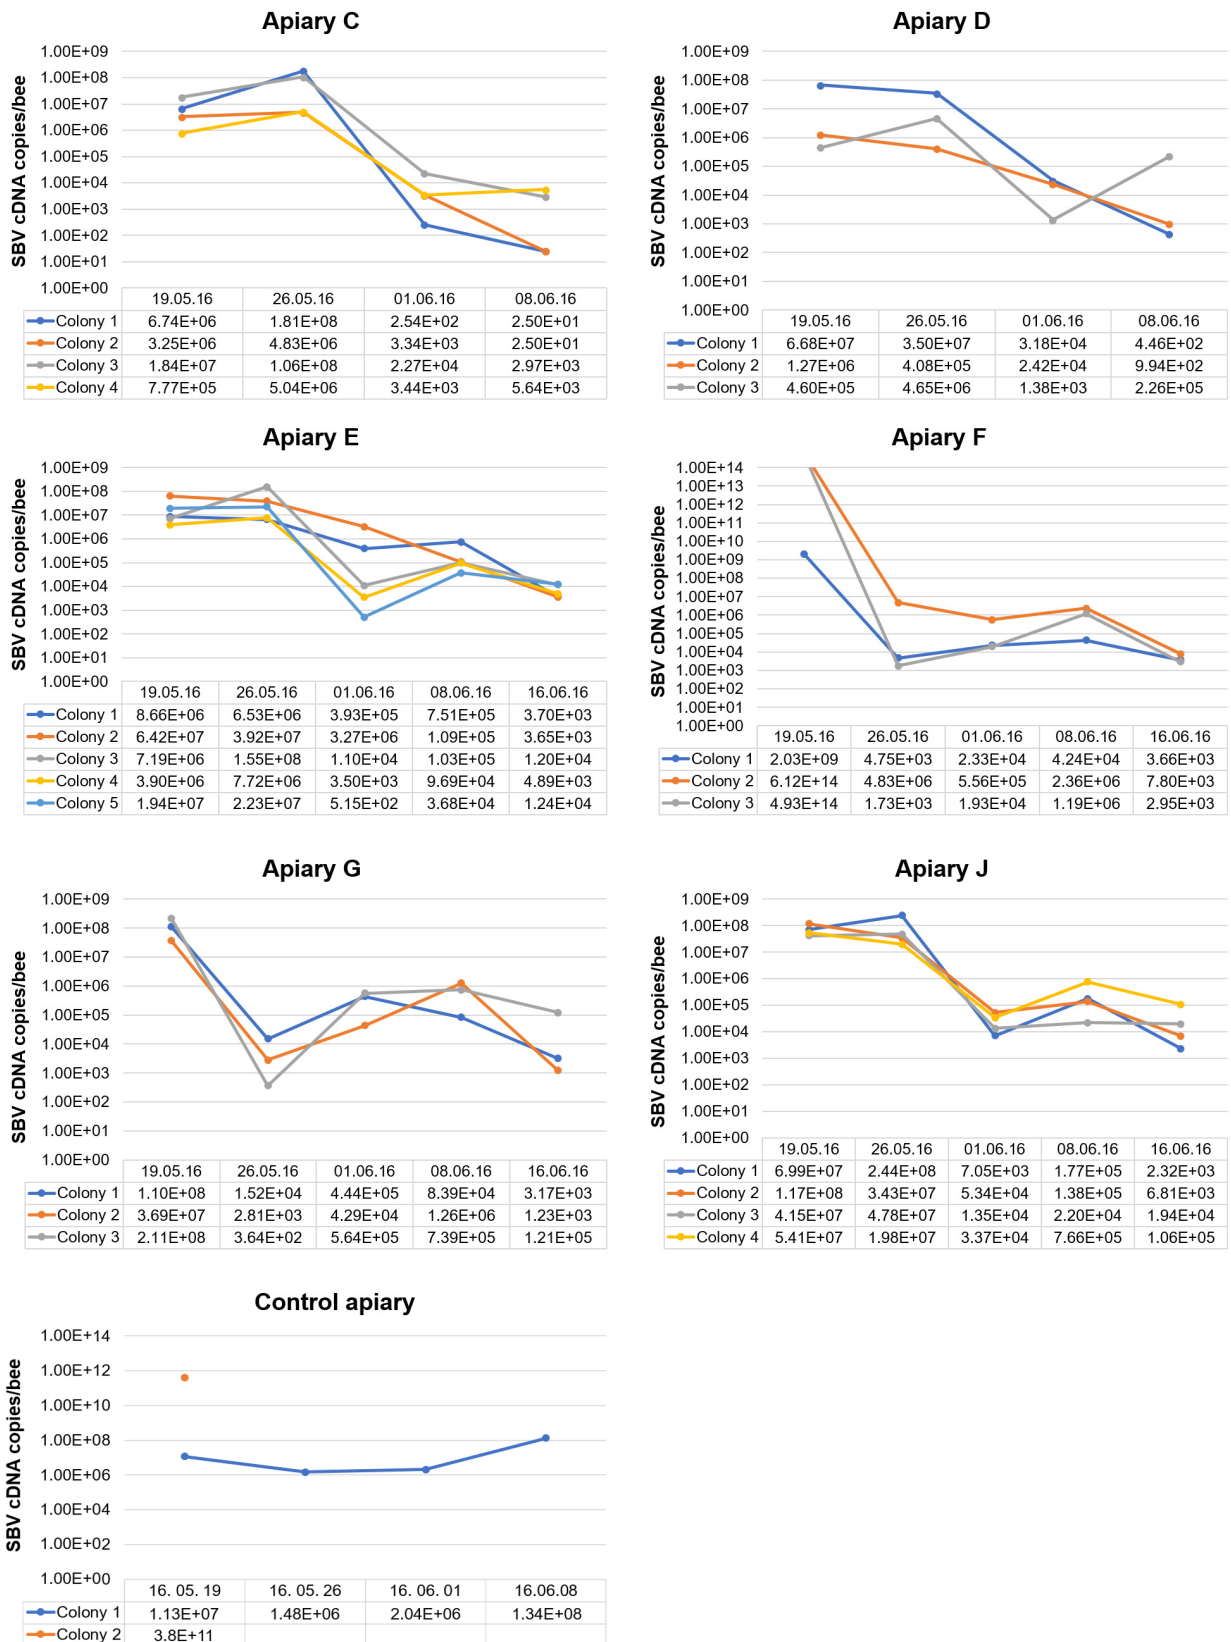 Apiary C
SBV cDNA copies/bee
1.00E+09
1.00E+08
1.00E+07
1.00E+06
1.00E+05
1.00E+04
1.00E+03
1.00E+02
1.00E+01
1.00E+00
19.05.16 26.05.16 01.06.16 08.06.16
Colony 1 6.74E+06 1.81E+08 2.54E+02 2.50E+01
Colony 2 3.25E+06 4.83E+06 3.34E+03 2.50E+01
Colony 3 1.84E+07 1.06E+08 2.27E+04 2.97E+03
Colony 4 7.77E+05 5.04E+06 3.44E+03 5.64E+03
Apiary D
SBV cDNA copies/bee
1.00E+09
1.00E+08
1.00E+07
1.00E+06
1.00E+05
1.00E+04
1.00E+03
1.00E+02
1.00E+01
1.00E+00
19.05.16 26.05.16 01.06.16 08.06.16
Colony 1 6.68E+07 3.50E+07 3.18E+04 4.46E+02
Colony 2 1.27E+06 4.08E+05 2.42E+04 9.94E+02
Colony 3 4.60E+05 4.65E+06 1.38E+03 2.26E+05
Apiary E
SBV cDNA copies/bee
1.00E+09
1.00E+08
1.00E+07
1.00E+06
1.00E+05
1.00E+04
1.00E+03
1.00E+02
1.00E+01
1.00E+00
19.05.16 26.05.16 01.06.16 08.06.16 16.06.16
Colony 1 8.66E+06 6.53E+06 3.93E+05 7.51E+05 3.70E+03
Colony 2 6.42E+07 3.92E+07 3.27E+06 1.09E+05 3.65E+03
Colony 3 7.19E+06 1.55E+08 1.10E+04 1.03E+05 1.20E+04
Colony 4 3.90E+06 7.72E+06 3.50E+03 9.69E+04 4.89E+03
Colony 5 1.94E+07 2.23E+07 5.15E+02 3.68E+04 1.24E+04
Apiary F
SBV cDNA copies/bee
1.00E+14
1.00E+13
1.00E+12
1.00E+11
1.00E+10
1.00E+09
1.00E+08
1.00E+07
1.00E+06
1.00E+05
1.00E+04
1.00E+03
1.00E+02
1.00E+01
1.00E+00
19.05.16 26.05.16 01.06.16 08.06.16 16.06.16
Colony 1 2.03E+09 4.75E+03 2.33E+04 4.24E+04 3.66E+03
Colony 2 6.12E+14 4.83E+06 5.56E+05 2.36E+06 7.80E+03
Colony 3 4.93E+14 1.73E+03 1.93E+04 1.19E+06 2.95E+03
Apiary G
SBV cDNA copies/bee
1.00E+09
1.00E+08
1.00E+07
1.00E+06
1.00E+05
1.00E+04
1.00E+03
1.00E+02
1.00E+01
1.00E+00
19.05.16 26.05.16 01.06.16 08.06.16 16.06.16
Colony 1 1.10E+08 1.52E+04 4.44E+05 8.39E+04 3.17E+03
Colony 2 3.69E+07 2.81E+03 4.29E+04 1.26E+06 1.23E+03
Colony 3 2.11E+08 3.64E+02 5.64E+05 7.39E+05 1.21E+05
Apiary J
SBV cDNA copies/bee
1.00E+09
1.00E+08
1.00E+07
1.00E+06
1.00E+05
1.00E+04
1.00E+03
1.00E+02
1.00E+01
1.00E+00
19.05.16 26.05.16 01.06.16 08.06.16 16.06.16
Colony 1 6.99E+07 2.44E+08 7.05E+03 1.77E+05 2.32E+03
Colony 2 1.17E+08 3.43E+07 5.34E+04 1.38E+05 6.81E+03
Colony 3 4.15E+07 4.78E+07 1.35E+04 2.20E+04 1.94E+04
Colony 4 5.41E+07 1.98E+07 3.37E+04 7.66E+05 1.06E+05
Control apiary
SBV cDNA copies/bee
1.00E+14
1.00E+12
1.00E+10
1.00E+08
1.00E+06
1.00E+04
1.00E+02
1.00E+00
16. 05. 19 16. 05. 26 16. 06. 01 16.06.08
Colony 1 1.13E+07 1.48E+06 2.04E+06 1.34E+08
Colony 2 3.8E+11